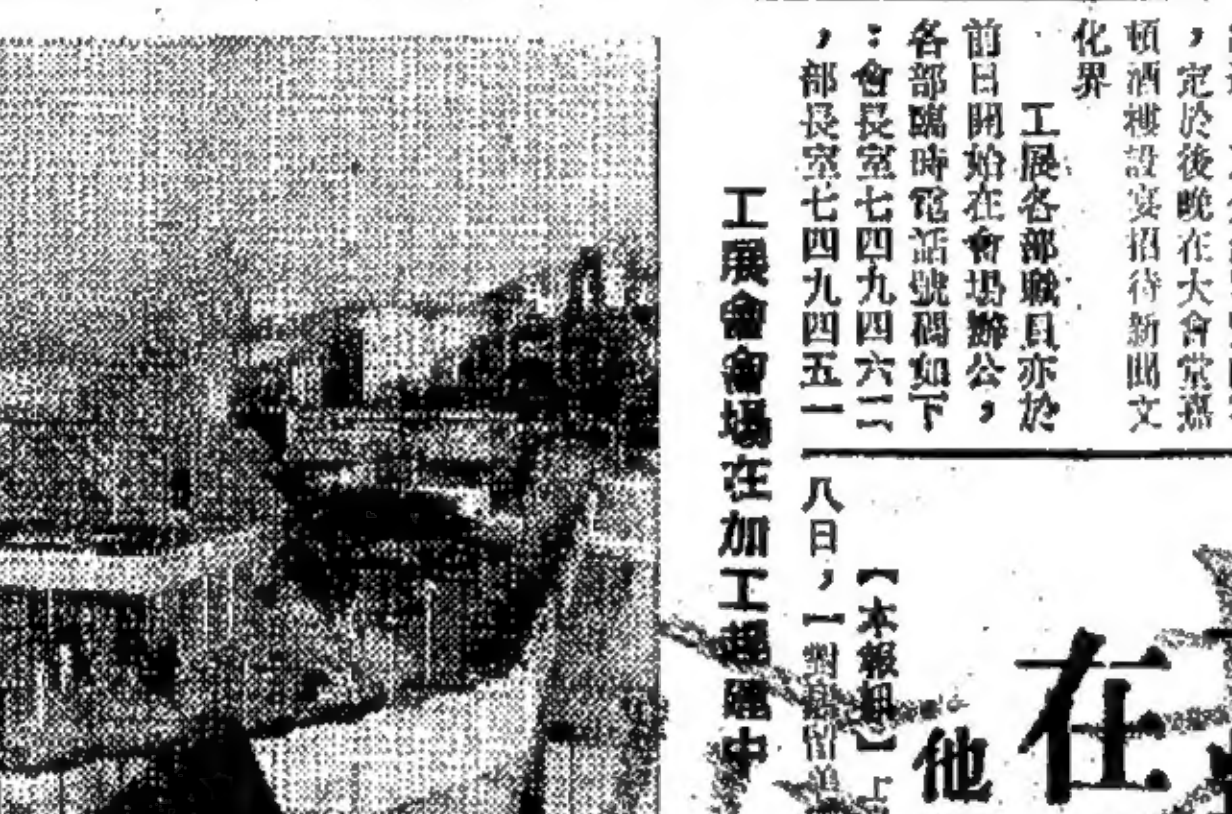 ，定於後晚在大會堂嘉
頓酒樓設宴招待新聞文
化界
工展各部職員亦於
前日開始在會場辦公，
各部臨時電話號碼如下
：會長室七四九四六二
，部長室七四九四五一
工展會會場在加工趕理中
在
他
【本報訊】上
八日，一對